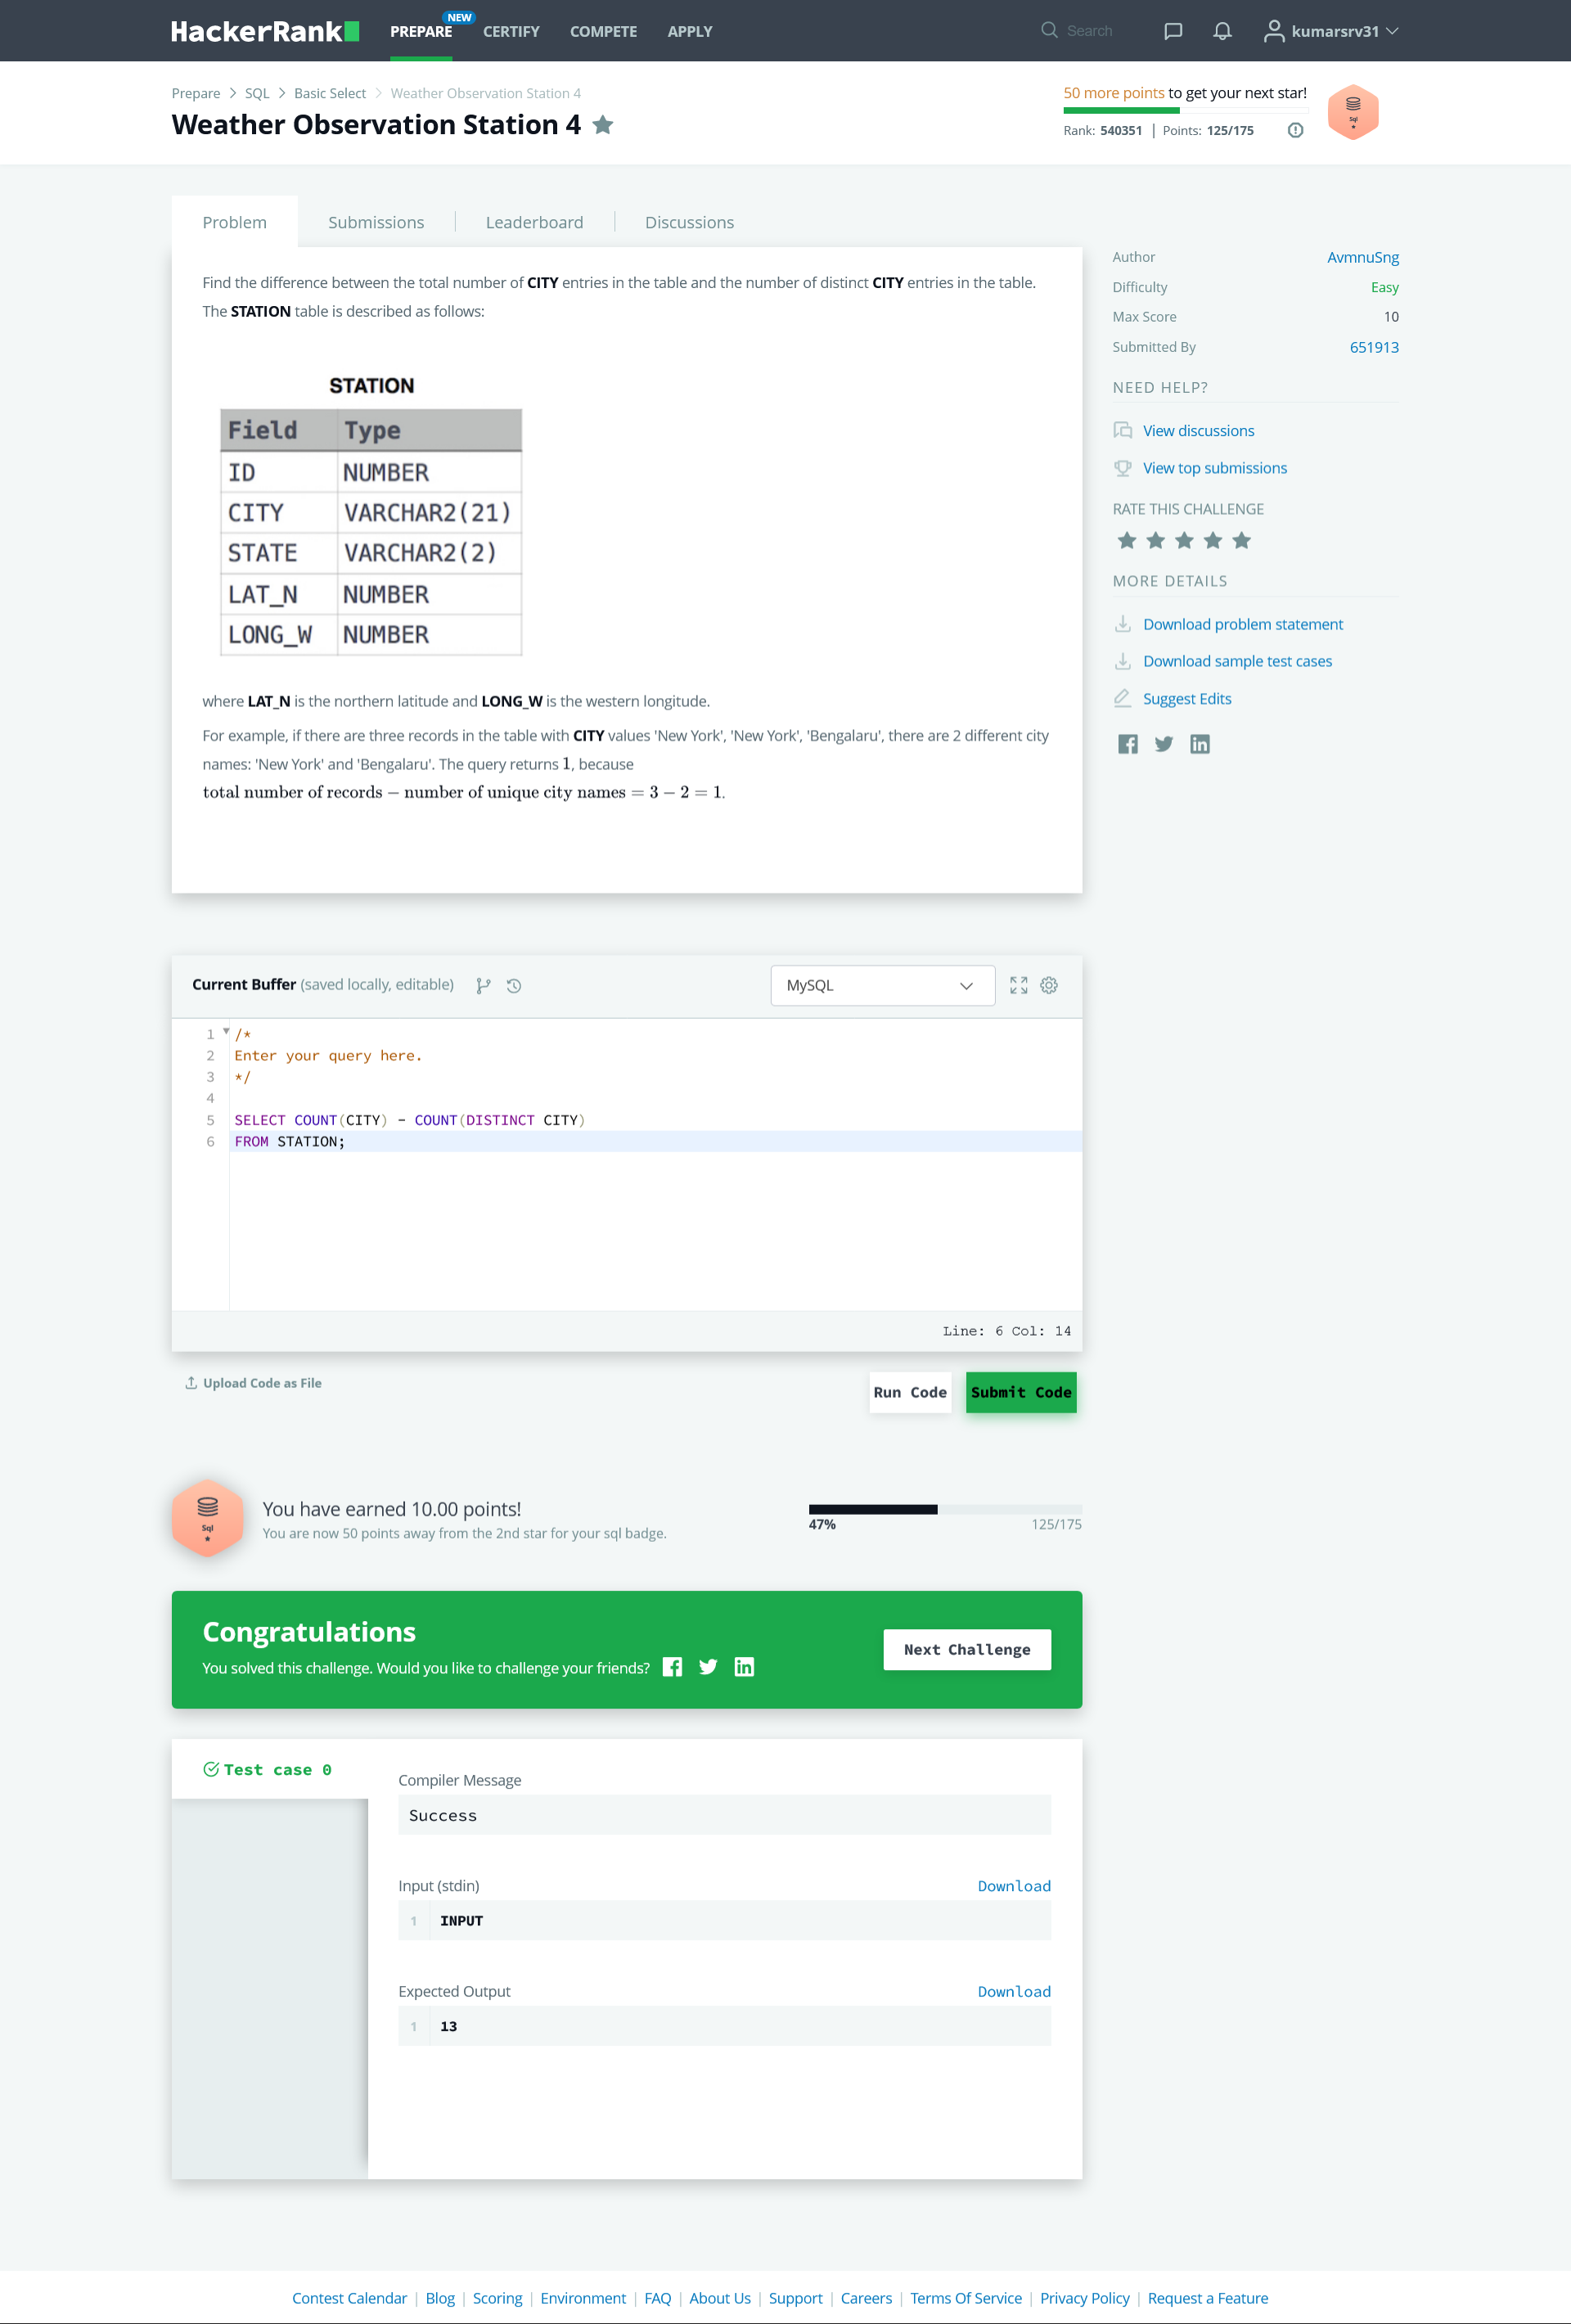 HackerRank PREPARE NEW CERTIFY COMPETE APPLY Search kumarsrv31
Prepare > SQL > Basic Select > Weather Observation Station 4
Weather Observation Station 4
50 more points to get your next star!
Rank: 540351 | Points: 125/175
Sql
Problem Submissions Leaderboard Discussions
Find the difference between the total number of CITY entries in the table and the number of distinct CITY entries in the table.
The STATION table is described as follows:
STATION
Field Type
ID NUMBER
CITY VARCHAR2(21)
STATE VARCHAR2(2)
LAT_N NUMBER
LONG_W NUMBER
where LAT_N is the northern latitude and LONG_W is the western longitude.
For example, if there are three records in the table with CITY values 'New York', 'New York', 'Bengalaru', there are 2 different city
names: 'New York' and 'Bengalaru'. The query returns 1, because
total number of records − number of unique city names = 3 − 2 = 1.
Author AvmnuSng
Difficulty Easy
Max Score 10
Submitted By 651913
NEED HELP?
View discussions
View top submissions
RATE THIS CHALLENGE
MORE DETAILS
Download problem statement
Download sample test cases
Suggest Edits
Current Buffer (saved locally, editable) MySQL
1 /*
2 Enter your query here.
3 */
4
5 SELECT COUNT(CITY) - COUNT(DISTINCT CITY)
6 FROM STATION;
Line: 6 Col: 14
Upload Code as File Run Code Submit Code
Sql
You have earned 10.00 points!
You are now 50 points away from the 2nd star for your sql badge.
47% 125/175
Congratulations
You solved this challenge. Would you like to challenge your friends?
Next Challenge
Test case 0
Compiler Message
Success
Input (stdin) Download
1 INPUT
Expected Output Download
1 13
Contest Calendar | Blog | Scoring | Environment | FAQ | About Us | Support | Careers | Terms Of Service | Privacy Policy | Request a Feature